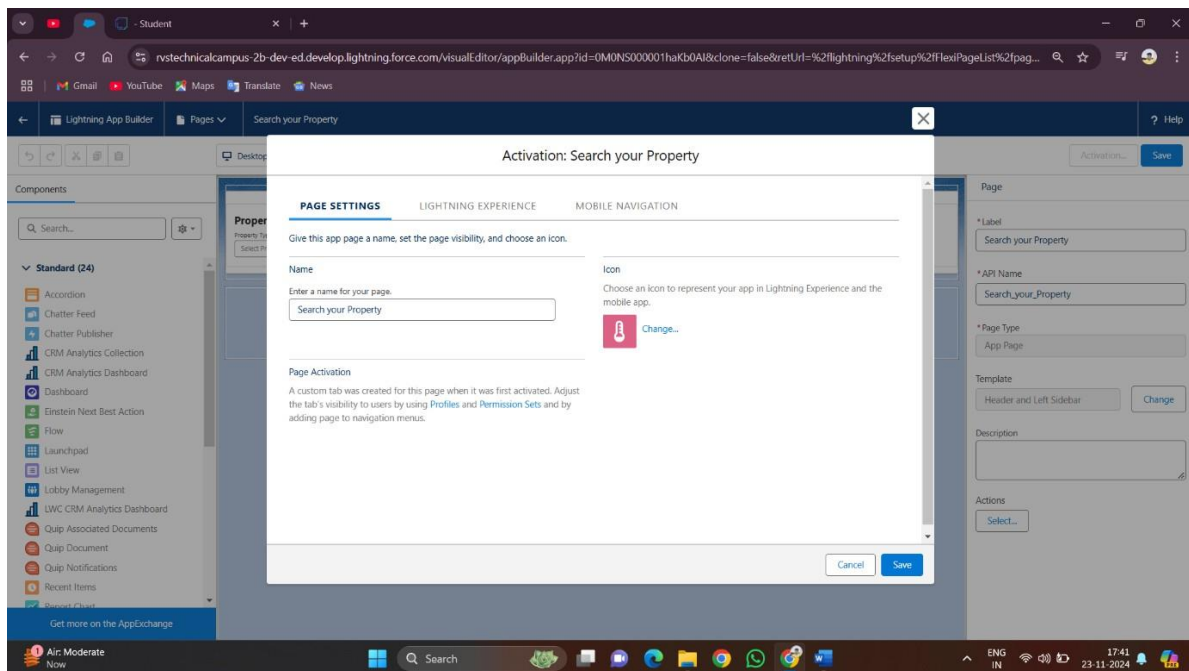 - Student
rvstechnicalcampus-2b-dev-ed.develop.lightning.force.com/visualEditor/appBuilder.app?id=0M0NS000001haKb0AI&clone=false&retUrl=%2flightning%2fsetup%2fFlexiPageList%2fpag...
Gmail YouTube Maps Translate News
Lightning App Builder Pages Search your Property ? Help
Desktop Activation... Save
Activation: Search your Property
Components
Search...
Standard (24)
Accordion
Chatter Feed
Chatter Publisher
CRM Analytics Collection
CRM Analytics Dashboard
Dashboard
Einstein Next Best Action
Flow
Launchpad
List View
Lobby Management
LWC CRM Analytics Dashboard
Quip Associated Documents
Quip Document
Quip Notifications
Recent Items
Report Chart
Get more on the AppExchange
Proper
Property Ty
Select Pr
PAGE SETTINGS LIGHTNING EXPERIENCE MOBILE NAVIGATION
Give this app page a name, set the page visibility, and choose an icon.
Name
Enter a name for your page.
Search your Property
Icon
Choose an icon to represent your app in Lightning Experience and the
mobile app.
Change...
Page Activation
A custom tab was created for this page when it was first activated. Adjust
the tab's visibility to users by using Profiles and Permission Sets and by
adding page to navigation menus.
Cancel Save
Page
*Label
Search your Property
*API Name
Search_your_Property
*Page Type
App Page
Template
Header and Left Sidebar Change
Description
Actions
Select...
1 Air: Moderate
Now
Search
ENG
IN
17:41
23-11-2024